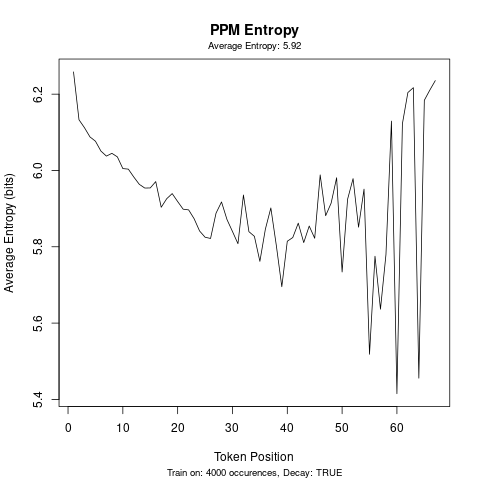 PPM Entropy
Average Entropy: 5.92
Average Entropy (bits)
6.2
6.0
5.8
5.6
5.4
0 10 20 30 40 50 60
Token Position
Train on: 4000 occurences, Decay: TRUE